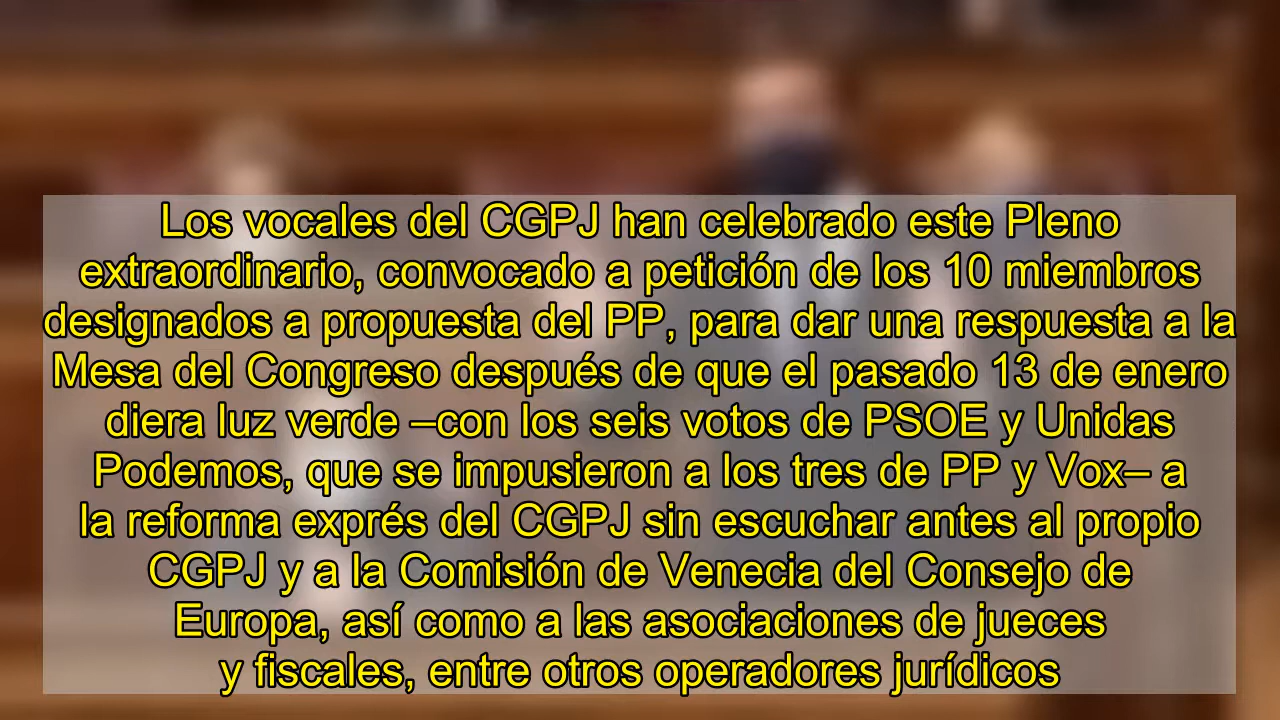 Los vocales del CGPJ han celebrado este Pleno
extraordinario, convocado a petición de los 10 miembros
designados a propuesta del PP, para dar una respuesta a la
Mesa del Congreso después de que el pasado 13 de enero
diera luz verde –con los seis votos de PSOE y Unidas
Podemos, que se impusieron a los tres de PP y Vox– a
la reforma exprés del CGPJ sin escuchar antes al propio
CGPJ y a la Comisión de Venecia del Consejo de
Europa, así como a las asociaciones de jueces
y fiscales, entre otros operadores jurídicos